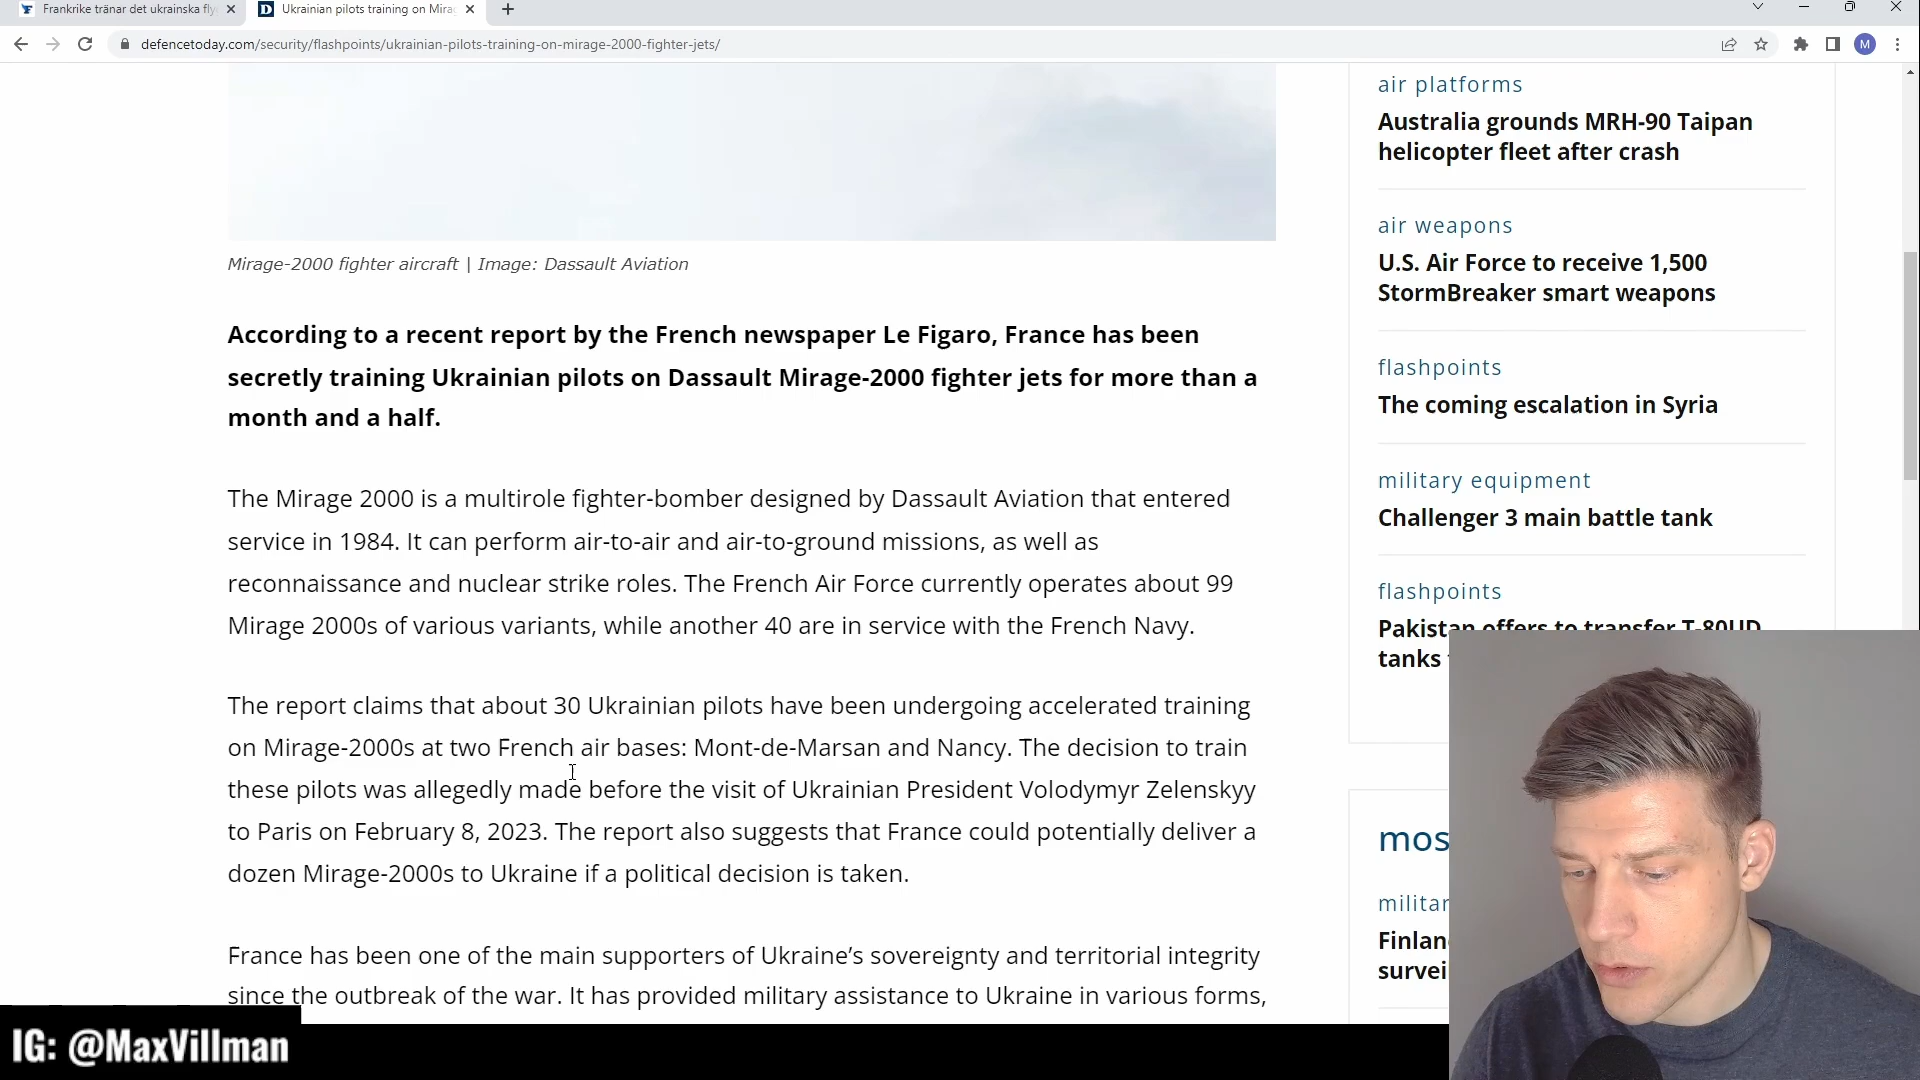 Frankrike tränar det ukrainska fly
Ukrainian pilots training on Mira
defencetoday.com/security/flashpoints/ukrainian-pilots-training-on-mirage-2000-fighter-jets/
M
Mirage-2000 fighter aircraft | Image: Dassault Aviation
According to a recent report by the French newspaper Le Figaro, France has been
secretly training Ukrainian pilots on Dassault Mirage-2000 fighter jets for more than a
month and a half.
The Mirage 2000 is a multirole fighter-bomber designed by Dassault Aviation that entered
service in 1984. It can perform air-to-air and air-to-ground missions, as well as
reconnaissance and nuclear strike roles. The French Air Force currently operates about 99
Mirage 2000s of various variants, while another 40 are in service with the French Navy.
The report claims that about 30 Ukrainian pilots have been undergoing accelerated training
on Mirage-2000s at two French air bases: Mont-de-Marsan and Nancy. The decision to train
these pilots was allegedly made before the visit of Ukrainian President Volodymyr Zelenskyy
to Paris on February 8, 2023. The report also suggests that France could potentially deliver a
dozen Mirage-2000s to Ukraine if a political decision is taken.
France has been one of the main supporters of Ukraine’s sovereignty and territorial integrity
since the outbreak of the war. It has provided military assistance to Ukraine in various forms,
air platforms
Australia grounds MRH-90 Taipan
helicopter fleet after crash
air weapons
U.S. Air Force to receive 1,500
StormBreaker smart weapons
flashpoints
The coming escalation in Syria
military equipment
Challenger 3 main battle tank
flashpoints
Pakistan offers to transfer T-80UD
tanks
mos
militar
Finlan
survei
IG: @MaxVillman